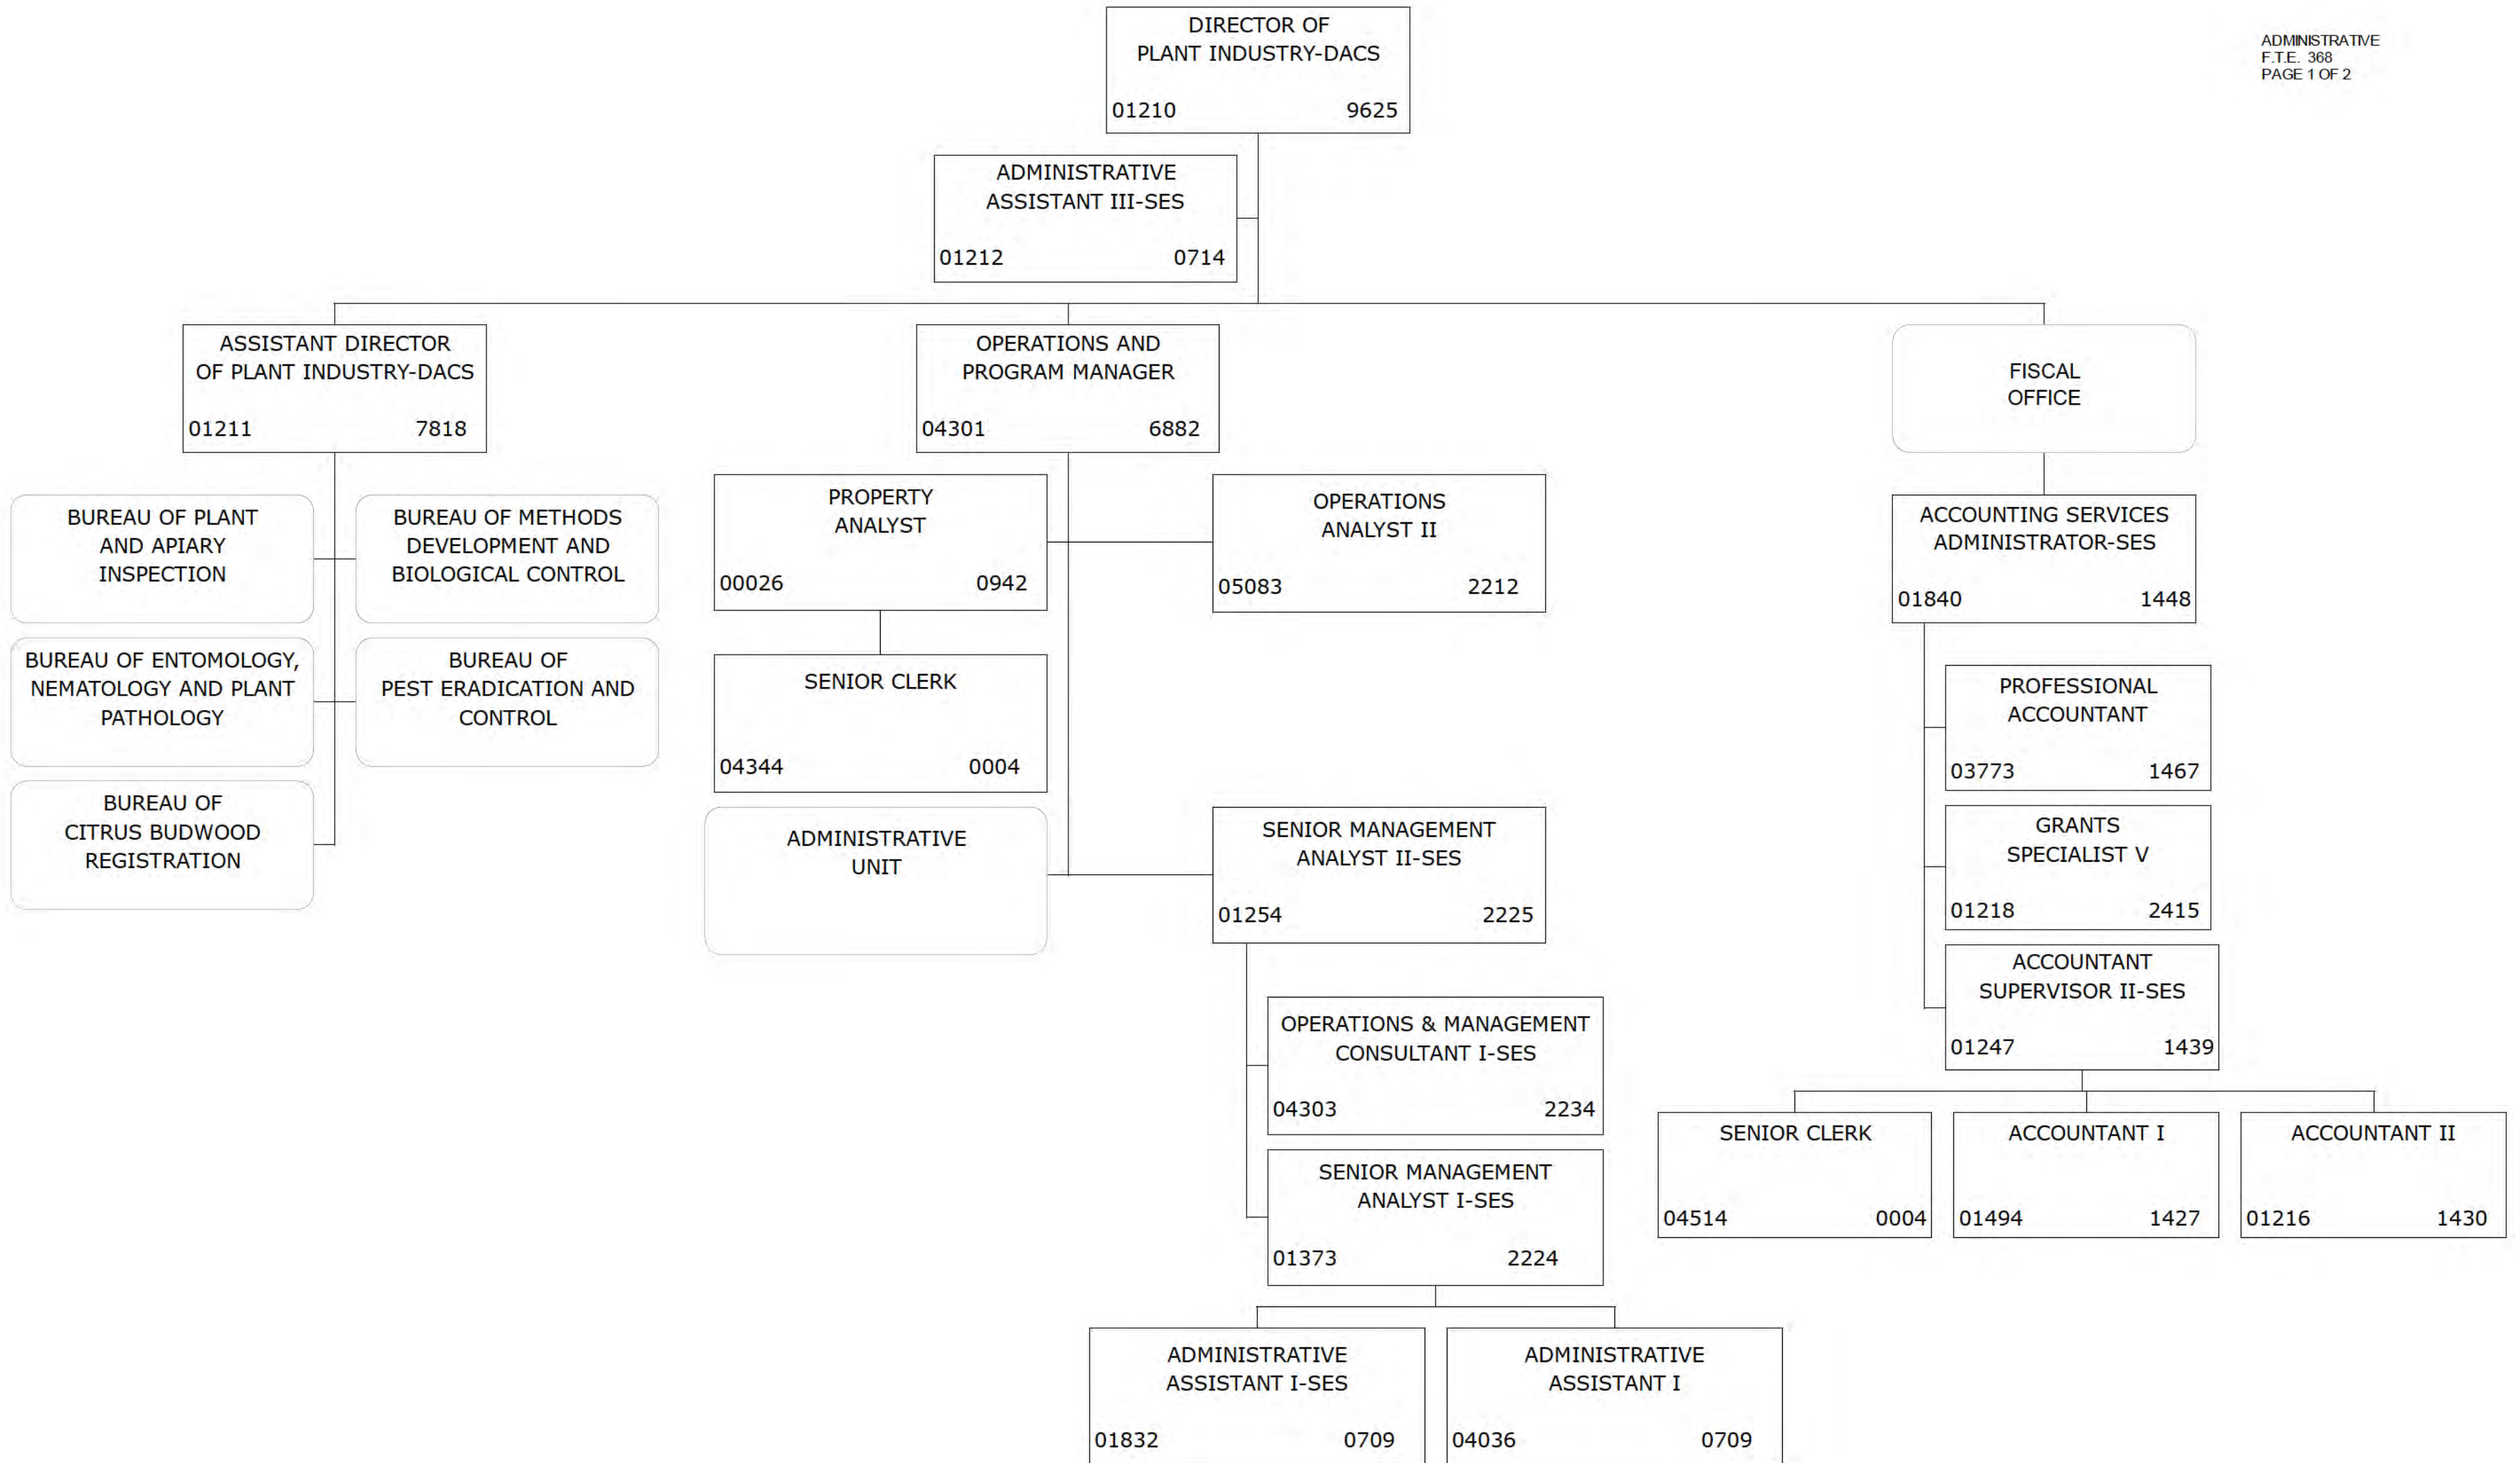 DIRECTOR OF
PLANT INDUSTRY-DACS
01210 9625
ADMINISTRATIVE
F.T.E. 368
PAGE 1 OF 2
ADMINISTRATIVE
ASSISTANT III-SES
01212 0714
ASSISTANT DIRECTOR
OF PLANT INDUSTRY-DACS
01211 7818
OPERATIONS AND
PROGRAM MANAGER
04301 6882
FISCAL
OFFICE
BUREAU OF PLANT
AND APIARY
INSPECTION
BUREAU OF METHODS
DEVELOPMENT AND
BIOLOGICAL CONTROL
BUREAU OF ENTOMOLOGY,
NEMATOLOGY AND PLANT
PATHOLOGY
BUREAU OF
PEST ERADICATION AND
CONTROL
BUREAU OF
CITRUS BUDWOOD
REGISTRATION
PROPERTY
ANALYST
00026 0942
OPERATIONS
ANALYST II
05083 2212
SENIOR CLERK
04344 0004
ADMINISTRATIVE
UNIT
SENIOR MANAGEMENT
ANALYST II-SES
01254 2225
OPERATIONS & MANAGEMENT
CONSULTANT I-SES
04303 2234
SENIOR MANAGEMENT
ANALYST I-SES
01373 2224
ADMINISTRATIVE
ASSISTANT I-SES
01832 0709
ADMINISTRATIVE
ASSISTANT I
04036 0709
ACCOUNTING SERVICES
ADMINISTRATOR-SES
01840 1448
PROFESSIONAL
ACCOUNTANT
03773 1467
GRANTS
SPECIALIST V
01218 2415
ACCOUNTANT
SUPERVISOR II-SES
01247 1439
SENIOR CLERK
04514 0004
ACCOUNTANT I
01494 1427
ACCOUNTANT II
01216 1430